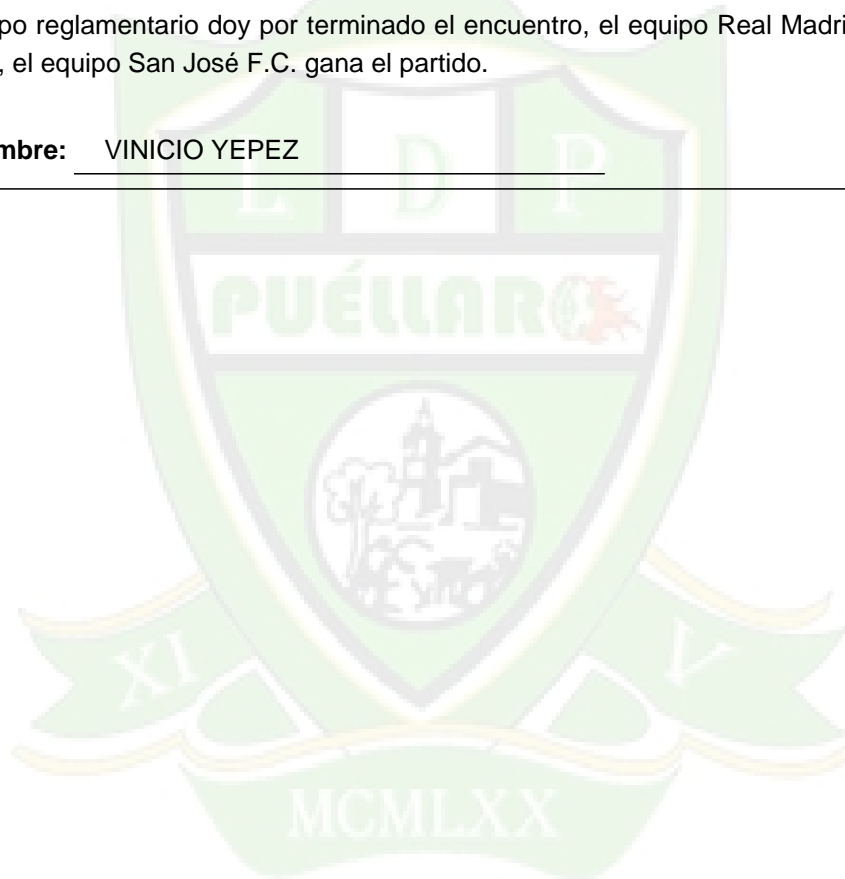 po reglamentario doy por terminado el encuentro, el equipo Real Madri
, el equipo San José F.C. gana el partido.
mbre: VINICIO YEPEZ
L D P
PUÉLLARO
XI V
MCMLXX